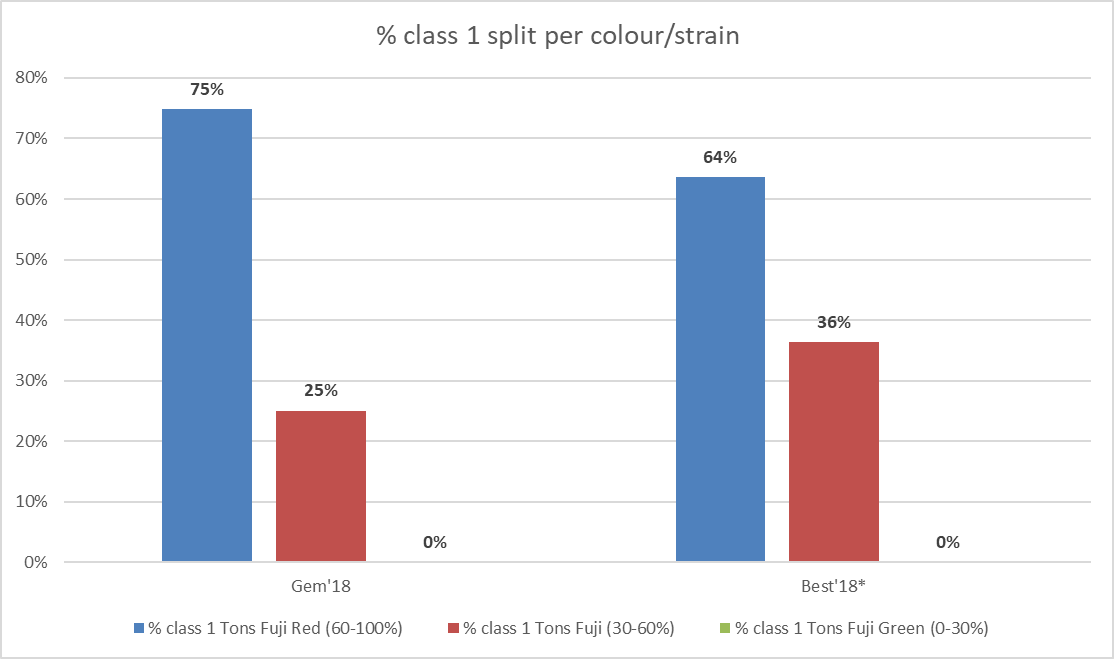 % class 1 split per colour/strain
80%
70%
60%
50%
40%
30%
20%
10%
0%
75%
25%
0%
64%
36%
0%
Gem'18
Best'18*
% class 1 Tons Fuji Red (60-100%)
% class 1 Tons Fuji (30-60%)
% class 1 Tons Fuji Green (0-30%)